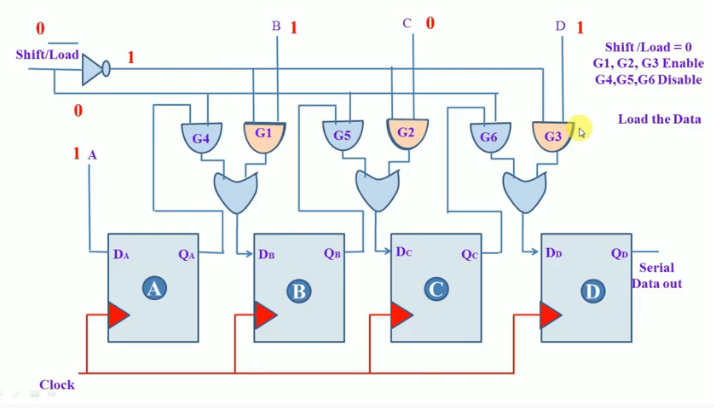 0
B 1
C 0
D 1
Shift/Load
1
Shift /Load = 0
G1, G2, G3 Enable
G4,G5,G6 Disable
0
Load the Data
G4
G1
G5
G2
G6
G3
1 A
DA
QA
DB
QB
DC
QC
DD
QD
A
B
C
D
Serial
Data out
Clock